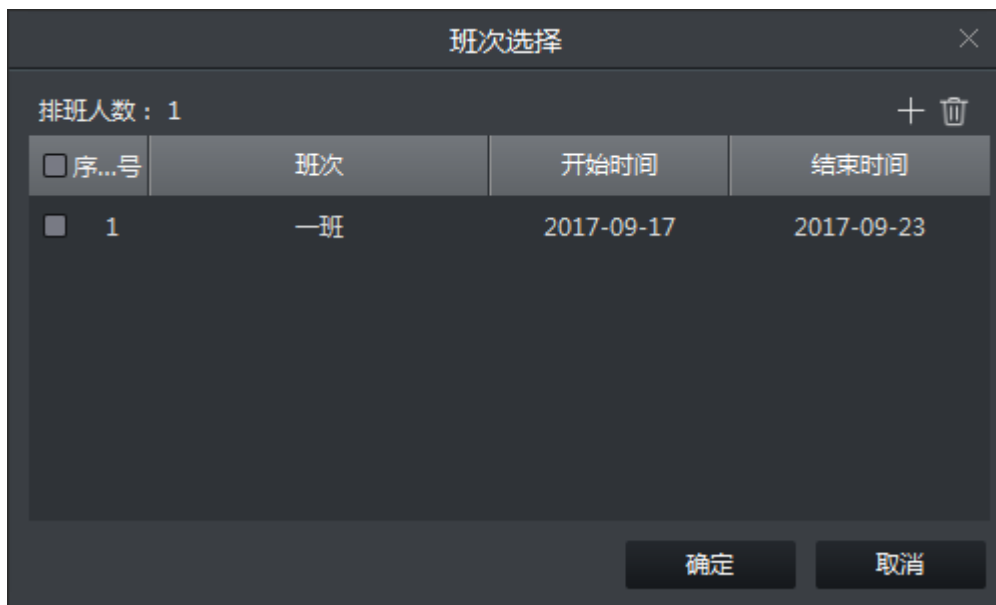 班次选择
排班人数： 1
序...号 班次 开始时间 结束时间
1 一班 2017-09-17 2017-09-23
确定 取消